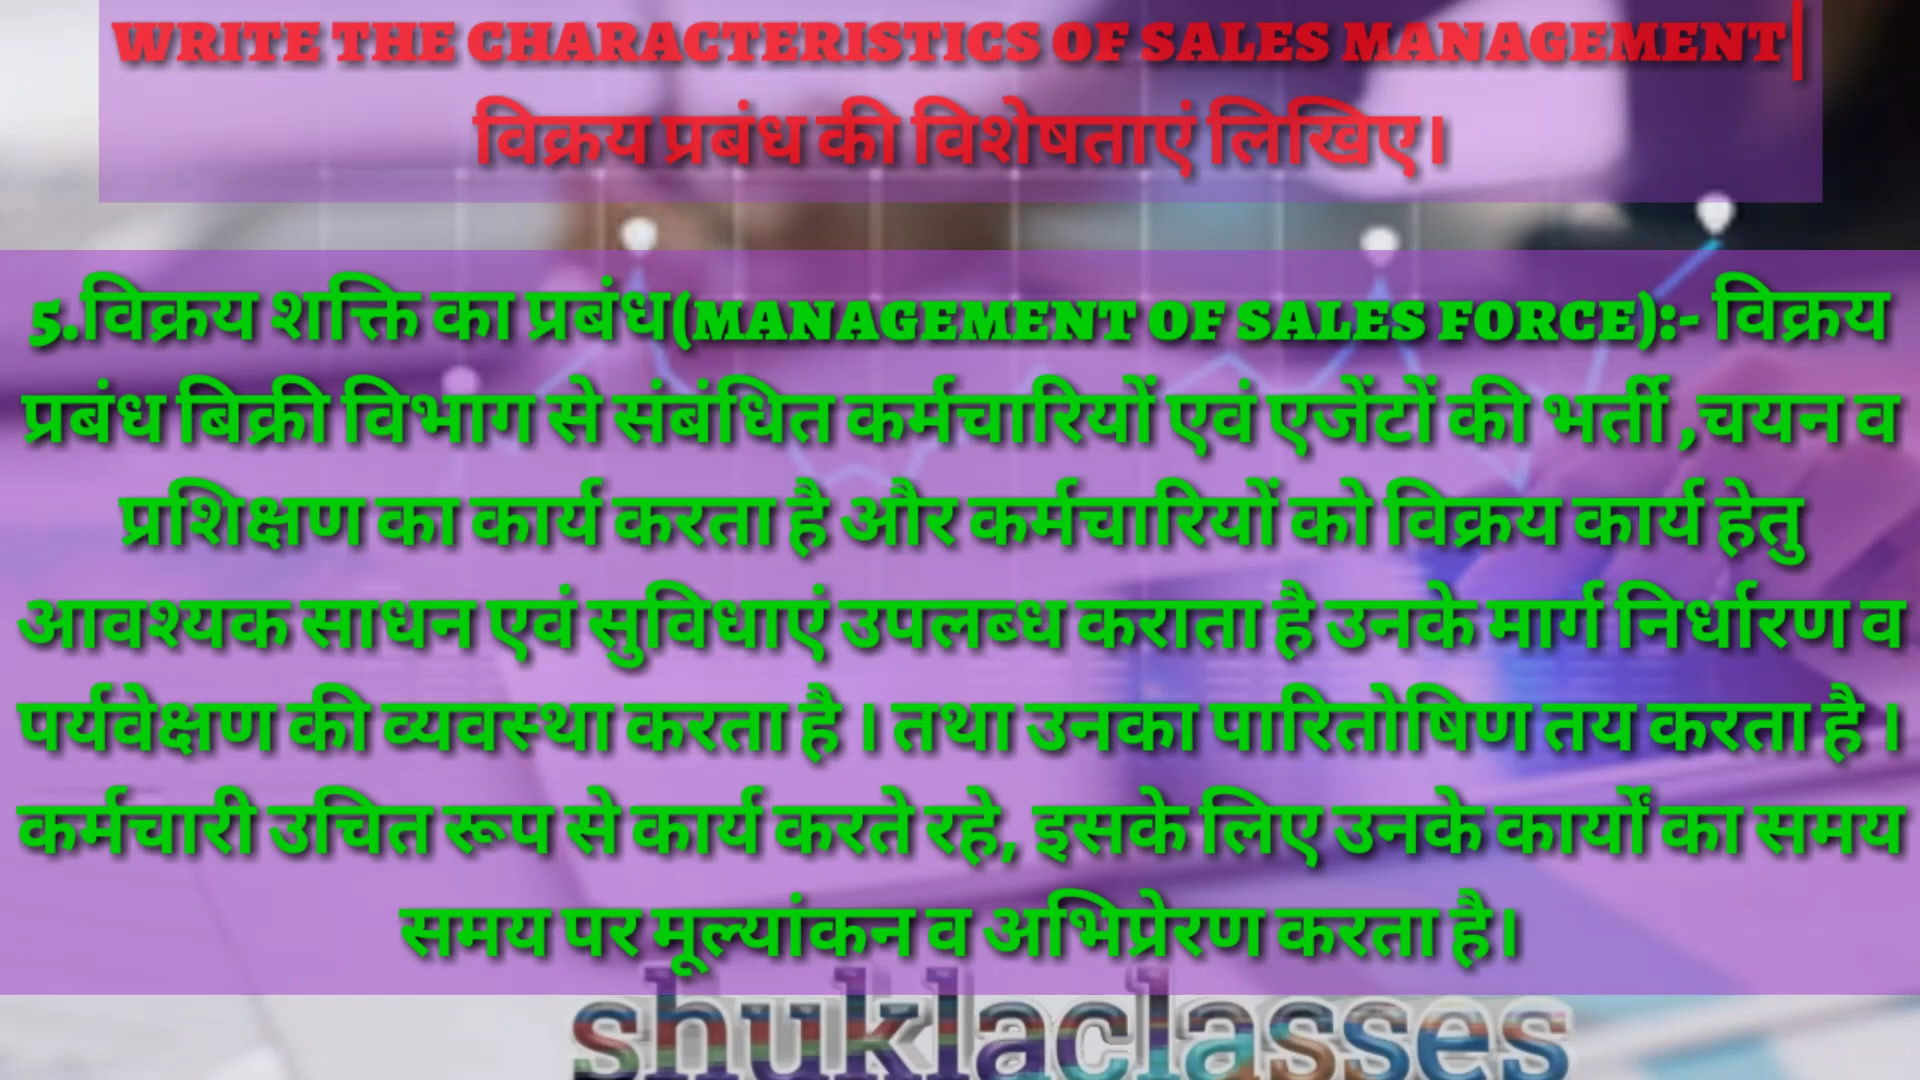 WRITE THE CHARACTERISTICS OF SALES MANAGEMENT|
विक्रय प्रबंध की विशेषताएं लिखिए।
5.विक्रय शक्ति का प्रबंध(MANAGEMENT OF SALES FORCE):- विक्रय
प्रबंध बिक्री विभाग से संबंधित कर्मचारियों एवं एजेंटों की भर्ती ,चयन व
प्रशिक्षण का कार्य करता है और कर्मचारियों को विक्रय कार्य हेतु
आवश्यक साधन एवं सुविधाएं उपलब्ध कराता है उनके मार्ग निर्धारण व
पर्यवेक्षण की व्यवस्था करता है । तथा उनका पारितोषिण तय करता है ।
कर्मचारी उचित रूप से कार्य करते रहे, इसके लिए उनके कार्यों का समय
समय पर मूल्यांकन व अभिप्रेरण करता है।
shuklaclasses